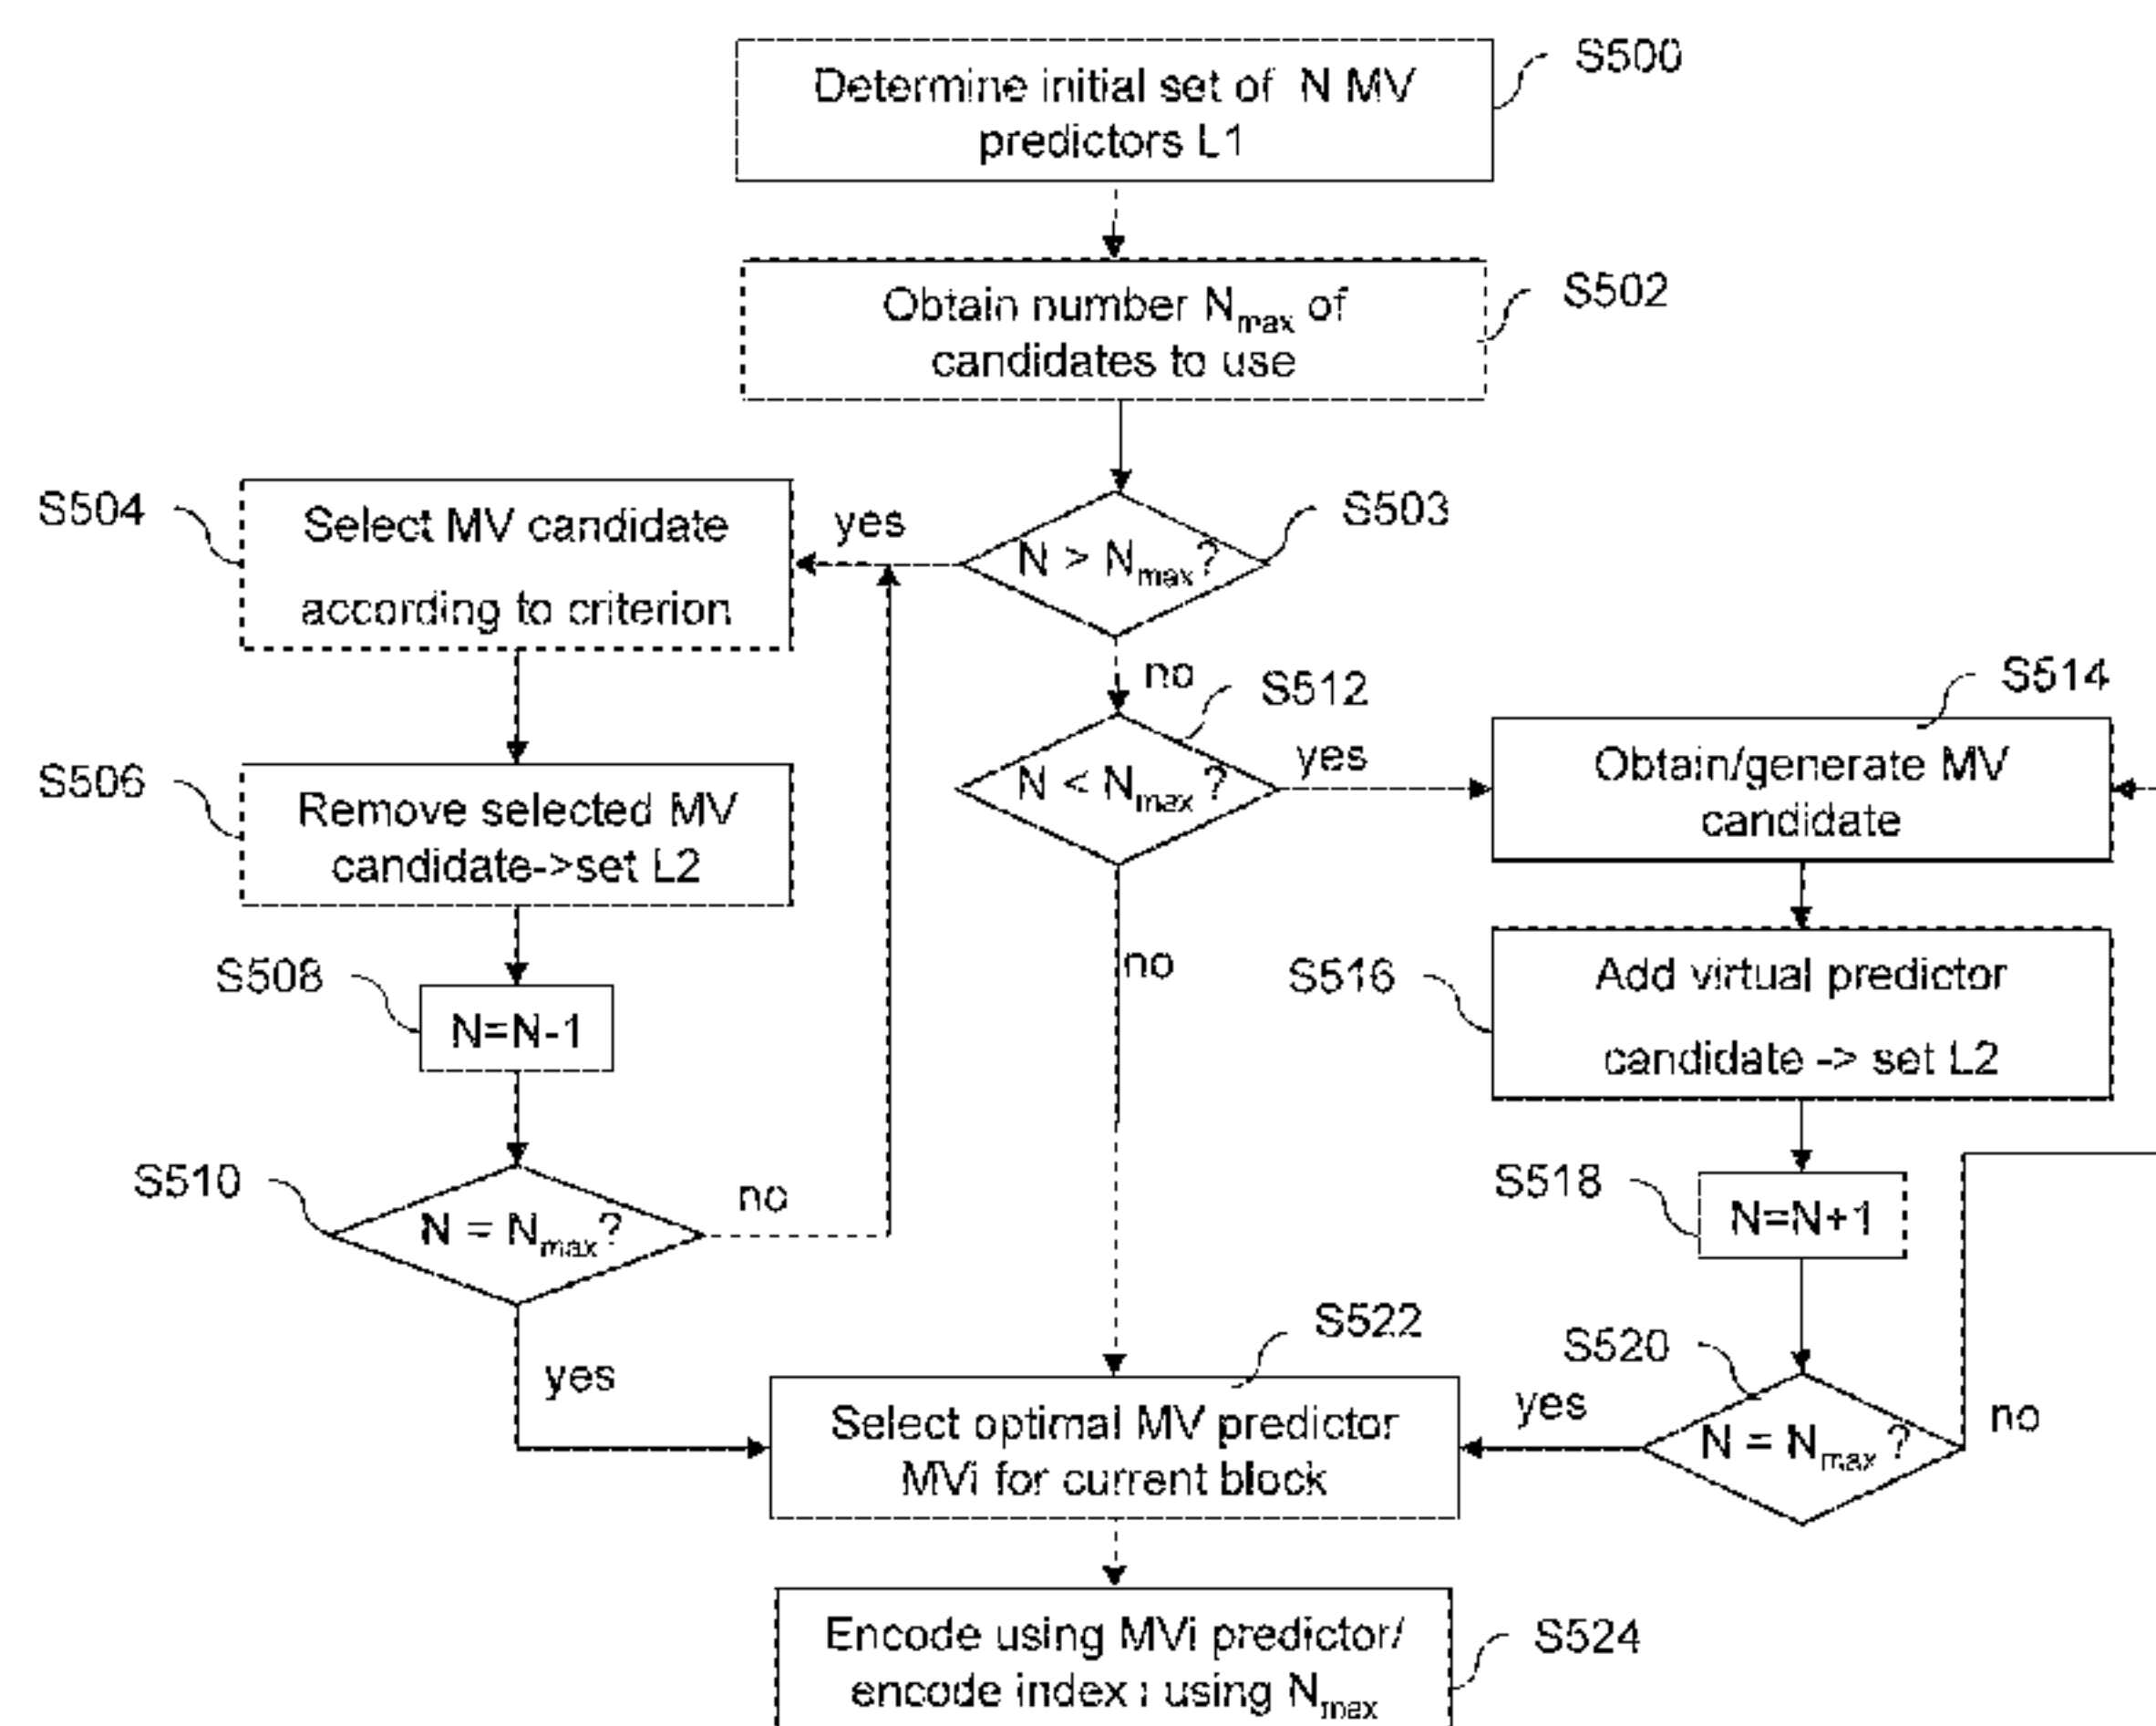 Determine initial set of N MV
predictors L1
S500
Obtain number Nmax of
candidates to use
S502
S504
Select MV candidate
according to criterion
yes
N > Nmax?
S503
no
S512
S514
S506
Remove selected MV
candidate->set L2
N < Nmax?
yes
Obtain/generate MV
candidate
S508
N=N-1
no
S516
Add virtual predictor
candidate -> set L2
S510
N = Nmax?
no
S518
N=N+1
yes
S522
Select optimal MV predictor
MVi for current block
yes
S520
N = Nmax?
no
Encode using MVi predictor/
encode index i using Nmax
S524